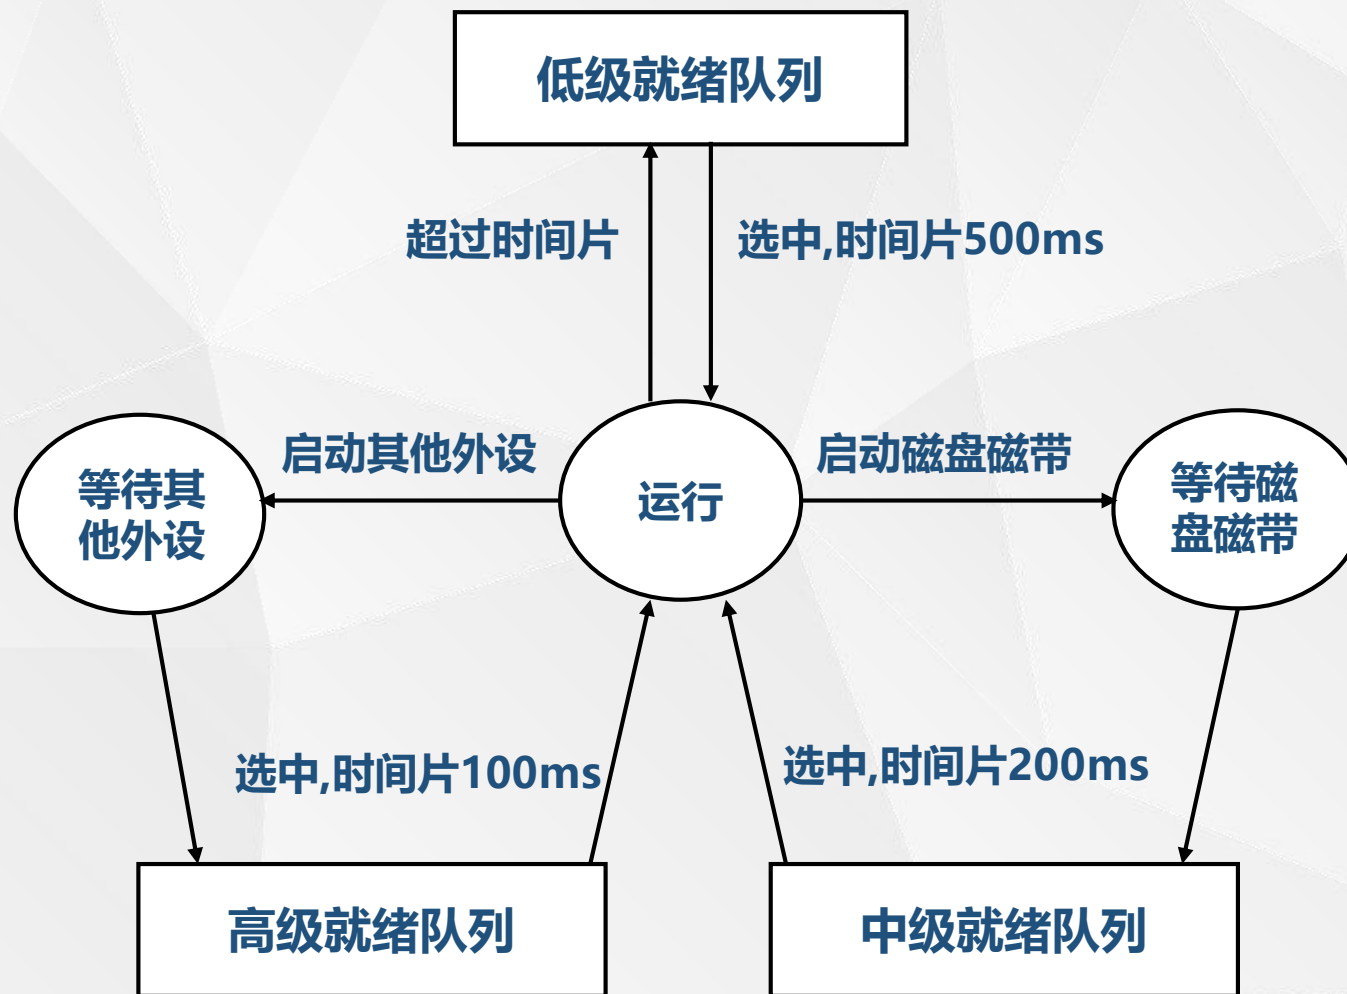 低级就绪队列
超过时间片
选中,时间片500ms
启动其他外设
启动磁盘磁带
等待其
他外设
运行
等待磁
盘磁带
选中,时间片100ms
选中,时间片200ms
高级就绪队列
中级就绪队列